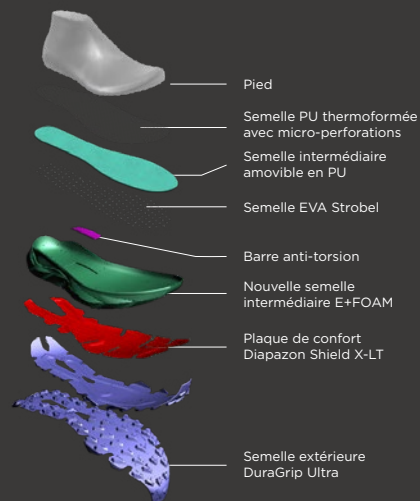 Pied
Semelle PU thermoformée
avec micro-perforations
Semelle intermédiaire
amovible en PU
Semelle EVA Strobel
Barre anti-torsion
Nouvelle semelle
intermédiaire E+FOAM
Plaque de confort
Diapazon Shield X-LT
Semelle extérieure
DuraGrip Ultra